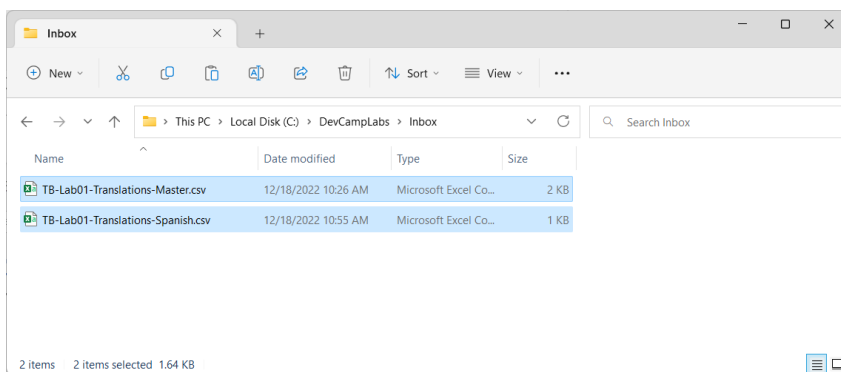 Inbox
New
Sort
View
This PC > Local Disk (C:) > DevCampLabs > Inbox
Search Inbox
Name Date modified Type Size
TB-Lab01-Translations-Master.csv 12/18/2022 10:26 AM Microsoft Excel Co... 2 KB
TB-Lab01-Translations-Spanish.csv 12/18/2022 10:55 AM Microsoft Excel Co... 1 KB
2 items 2 items selected 1.64 KB